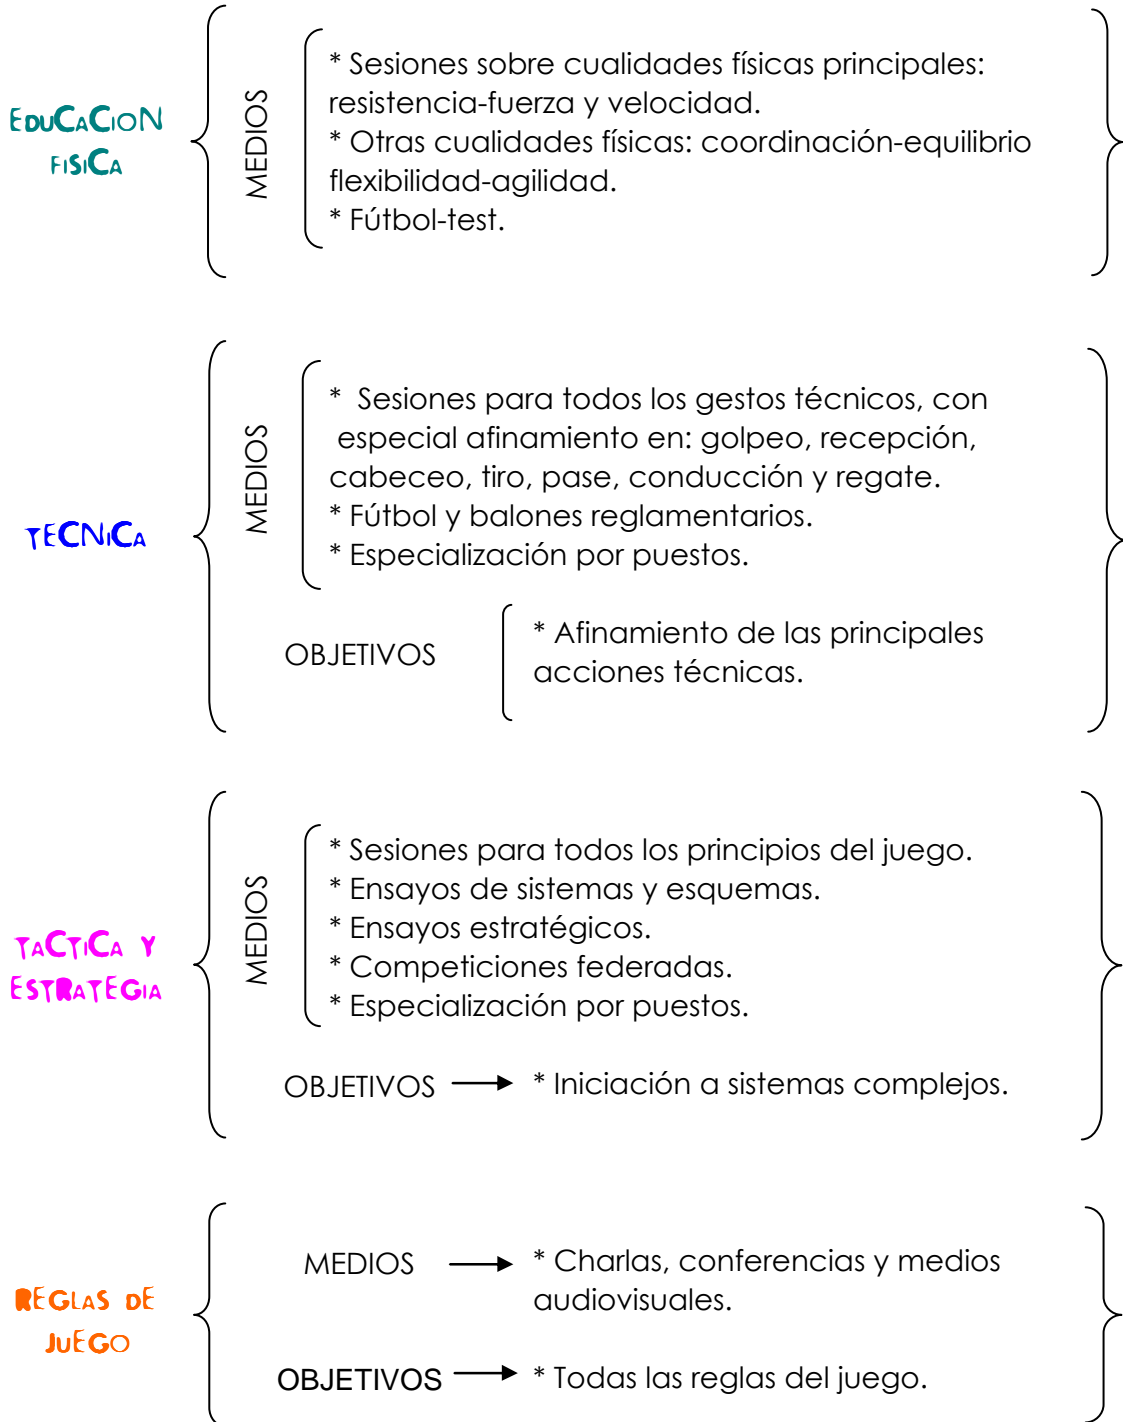 EDUCACION
FISICA
MEDIOS
* Sesiones sobre cualidades físicas principales:
resistencia-fuerza y velocidad.
* Otras cualidades físicas: coordinación-equilibrio
flexibilidad-agilidad.
* Fútbol-test.
TECNICA
MEDIOS
* Sesiones para todos los gestos técnicos, con
especial afinamiento en: golpeo, recepción,
cabeceo, tiro, pase, conducción y regate.
* Fútbol y balones reglamentarios.
* Especialización por puestos.
OBJETIVOS
* Afinamiento de las principales
acciones técnicas.
TACTICA Y
ESTRATEGIA
MEDIOS
* Sesiones para todos los principios del juego.
* Ensayos de sistemas y esquemas.
* Ensayos estratégicos.
* Competiciones federadas.
* Especialización por puestos.
OBJETIVOS
* Iniciación a sistemas complejos.
REGLAS DE
JUEGO
MEDIOS
* Charlas, conferencias y medios
audiovisuales.
OBJETIVOS
* Todas las reglas del juego.